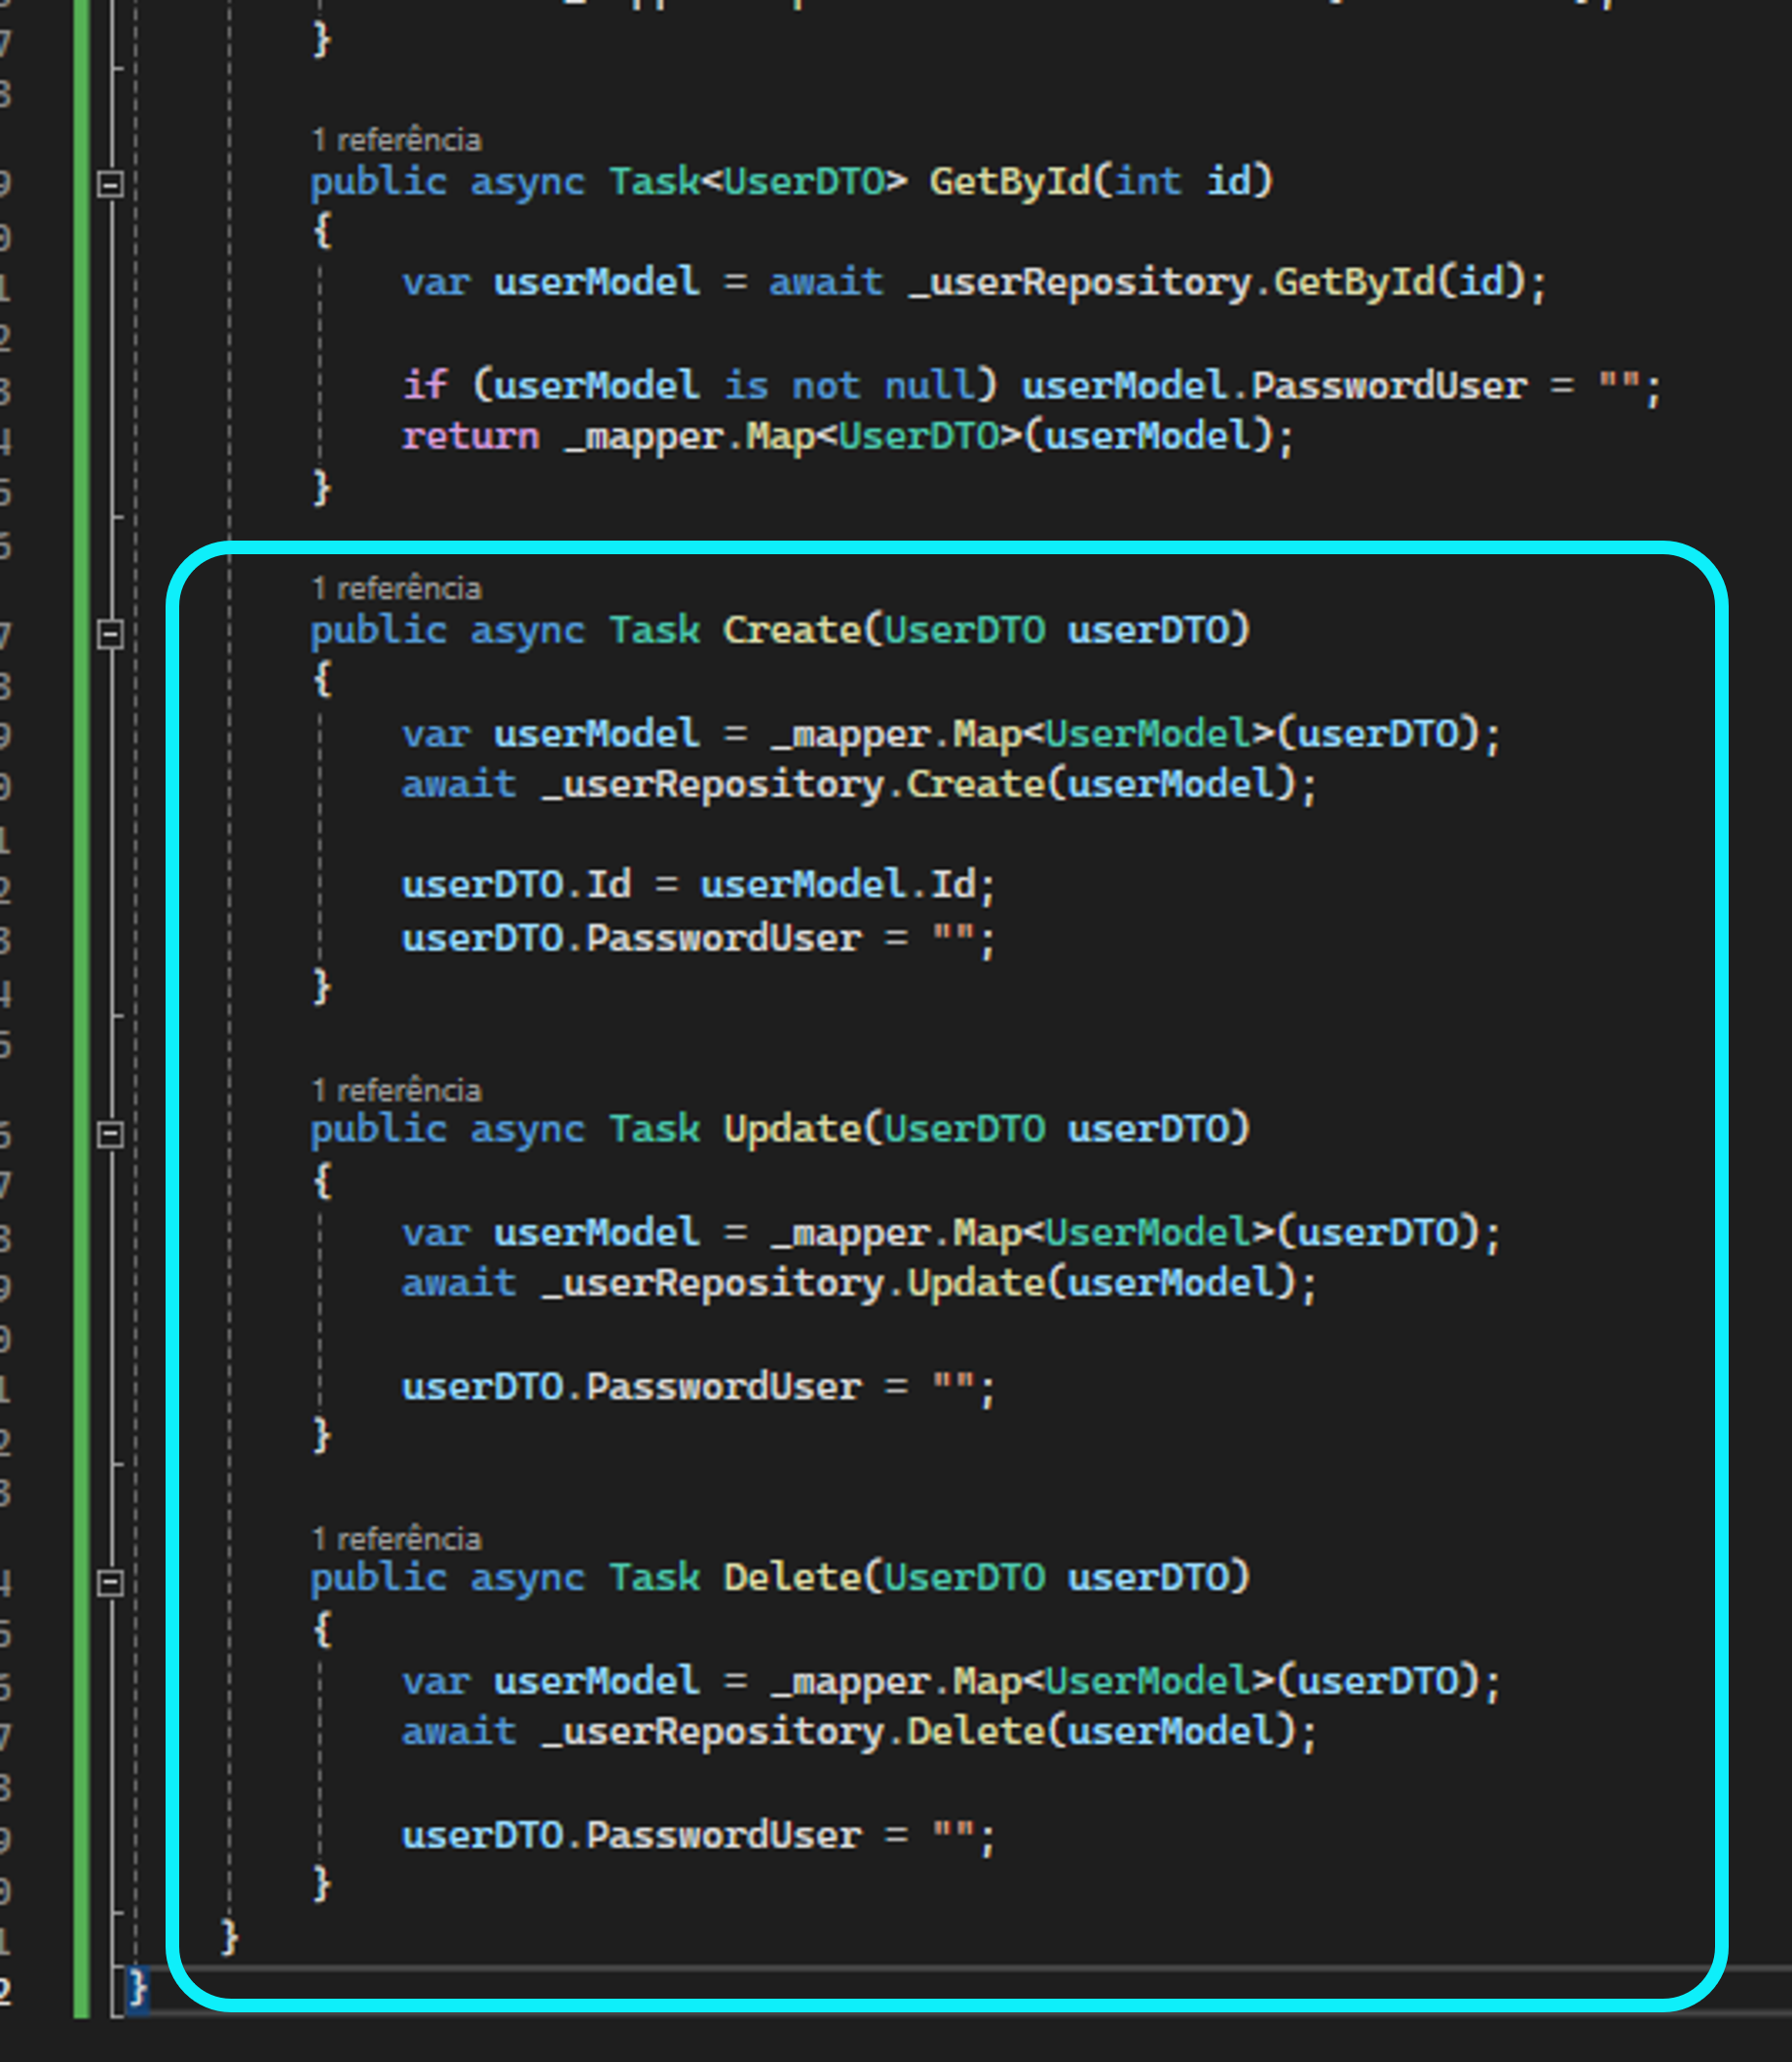 }
1 referência
public async Task<UserDTO> GetById(int id)
{
var userModel = await _userRepository.GetById(id);
if (userModel is not null) userModel.PasswordUser = "";
return _mapper.Map<UserDTO>(userModel);
}
1 referência
public async Task Create(UserDTO userDTO)
{
var userModel = _mapper.Map<UserModel>(userDTO);
await _userRepository.Create(userModel);
userDTO.Id = userModel.Id;
userDTO.PasswordUser = "";
}
1 referência
public async Task Update(UserDTO userDTO)
{
var userModel = _mapper.Map<UserModel>(userDTO);
await _userRepository.Update(userModel);
userDTO.PasswordUser = "";
}
1 referência
public async Task Delete(UserDTO userDTO)
{
var userModel = _mapper.Map<UserModel>(userDTO);
await _userRepository.Delete(userModel);
userDTO.PasswordUser = "";
}
}
}